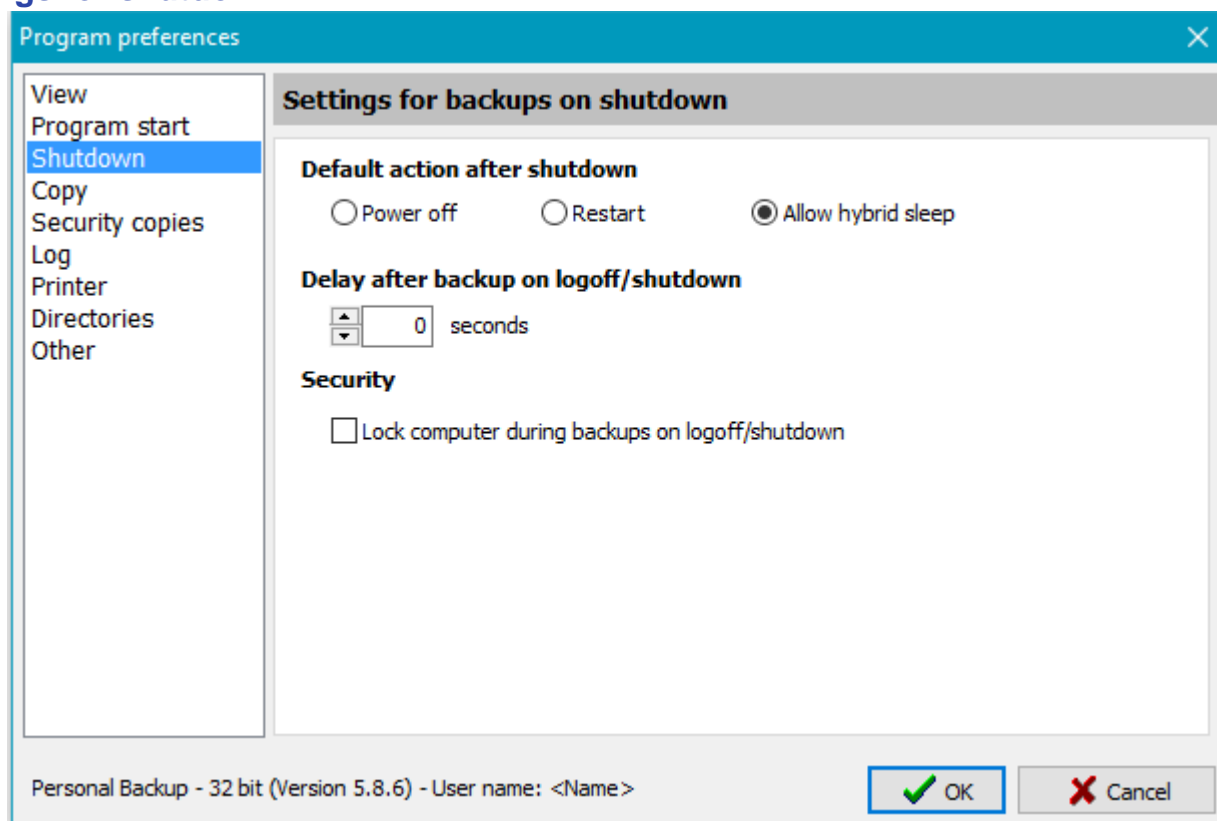 Program preferences
View
Program start
Shutdown
Copy
Security copies
Log
Printer
Directories
Other
Settings for backups on shutdown
Default action after shutdown
Power off Restart Allow hybrid sleep
Delay after backup on logoff/shutdown
0 seconds
Security
Lock computer during backups on logoff/shutdown
Personal Backup - 32 bit (Version 5.8.6) - User name: <Name>
OK Cancel